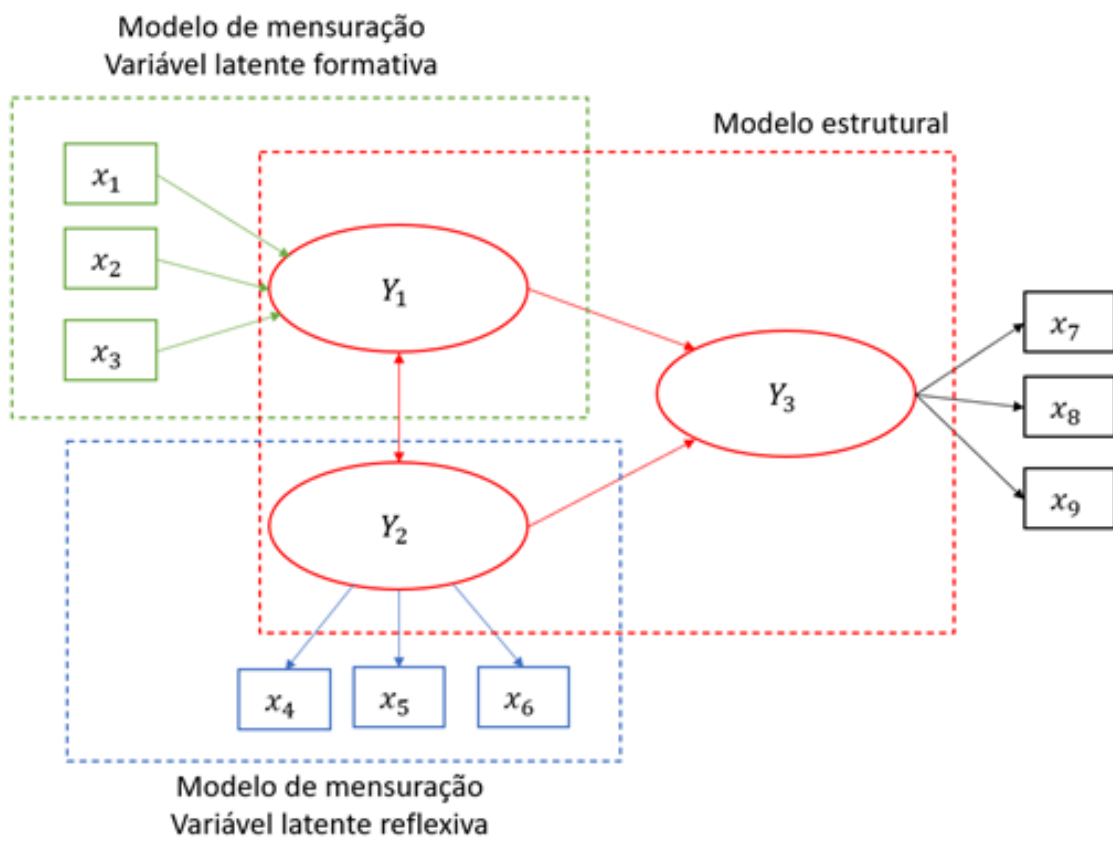 Modelo de mensuração
Variável latente formativa
Modelo estrutural
x₁
x₂
x₃
Y₁
Y₂
Y₃
x₇
x₈
x₉
x₄
x₅
x₆
Modelo de mensuração
Variável latente reflexiva